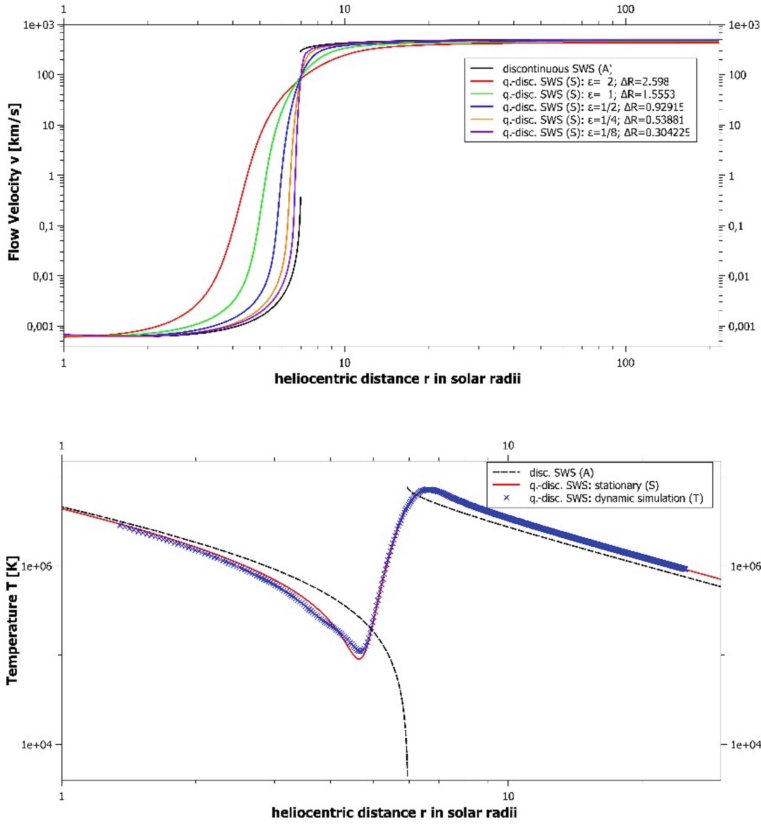 1 10 100
1e+03 1e+03
100 100
10 10
1 1
0,1 0,1
0,01 0,01
0,001 0,001
Flow Velocity v [km/s]
discontinuous SWS (A)
q.-disc. SWS (S): ε= 2; ΔR=2.598
q.-disc. SWS (S): ε= 1; ΔR=1.5553
q.-disc. SWS (S): ε=1/2; ΔR=0.92915
q.-disc. SWS (S): ε=1/4; ΔR=0.53881
q.-disc. SWS (S): ε=1/8; ΔR=0.304225
1 10 100
heliocentric distance r in solar radii
1 10
disc. SWS (A)
q.-disc. SWS: stationary (S)
q.-disc. SWS: dynamic simulation (T)
Temperature T [K]
1e+06 1e+06
1e+04 1e+04
1 10
heliocentric distance r in solar radii